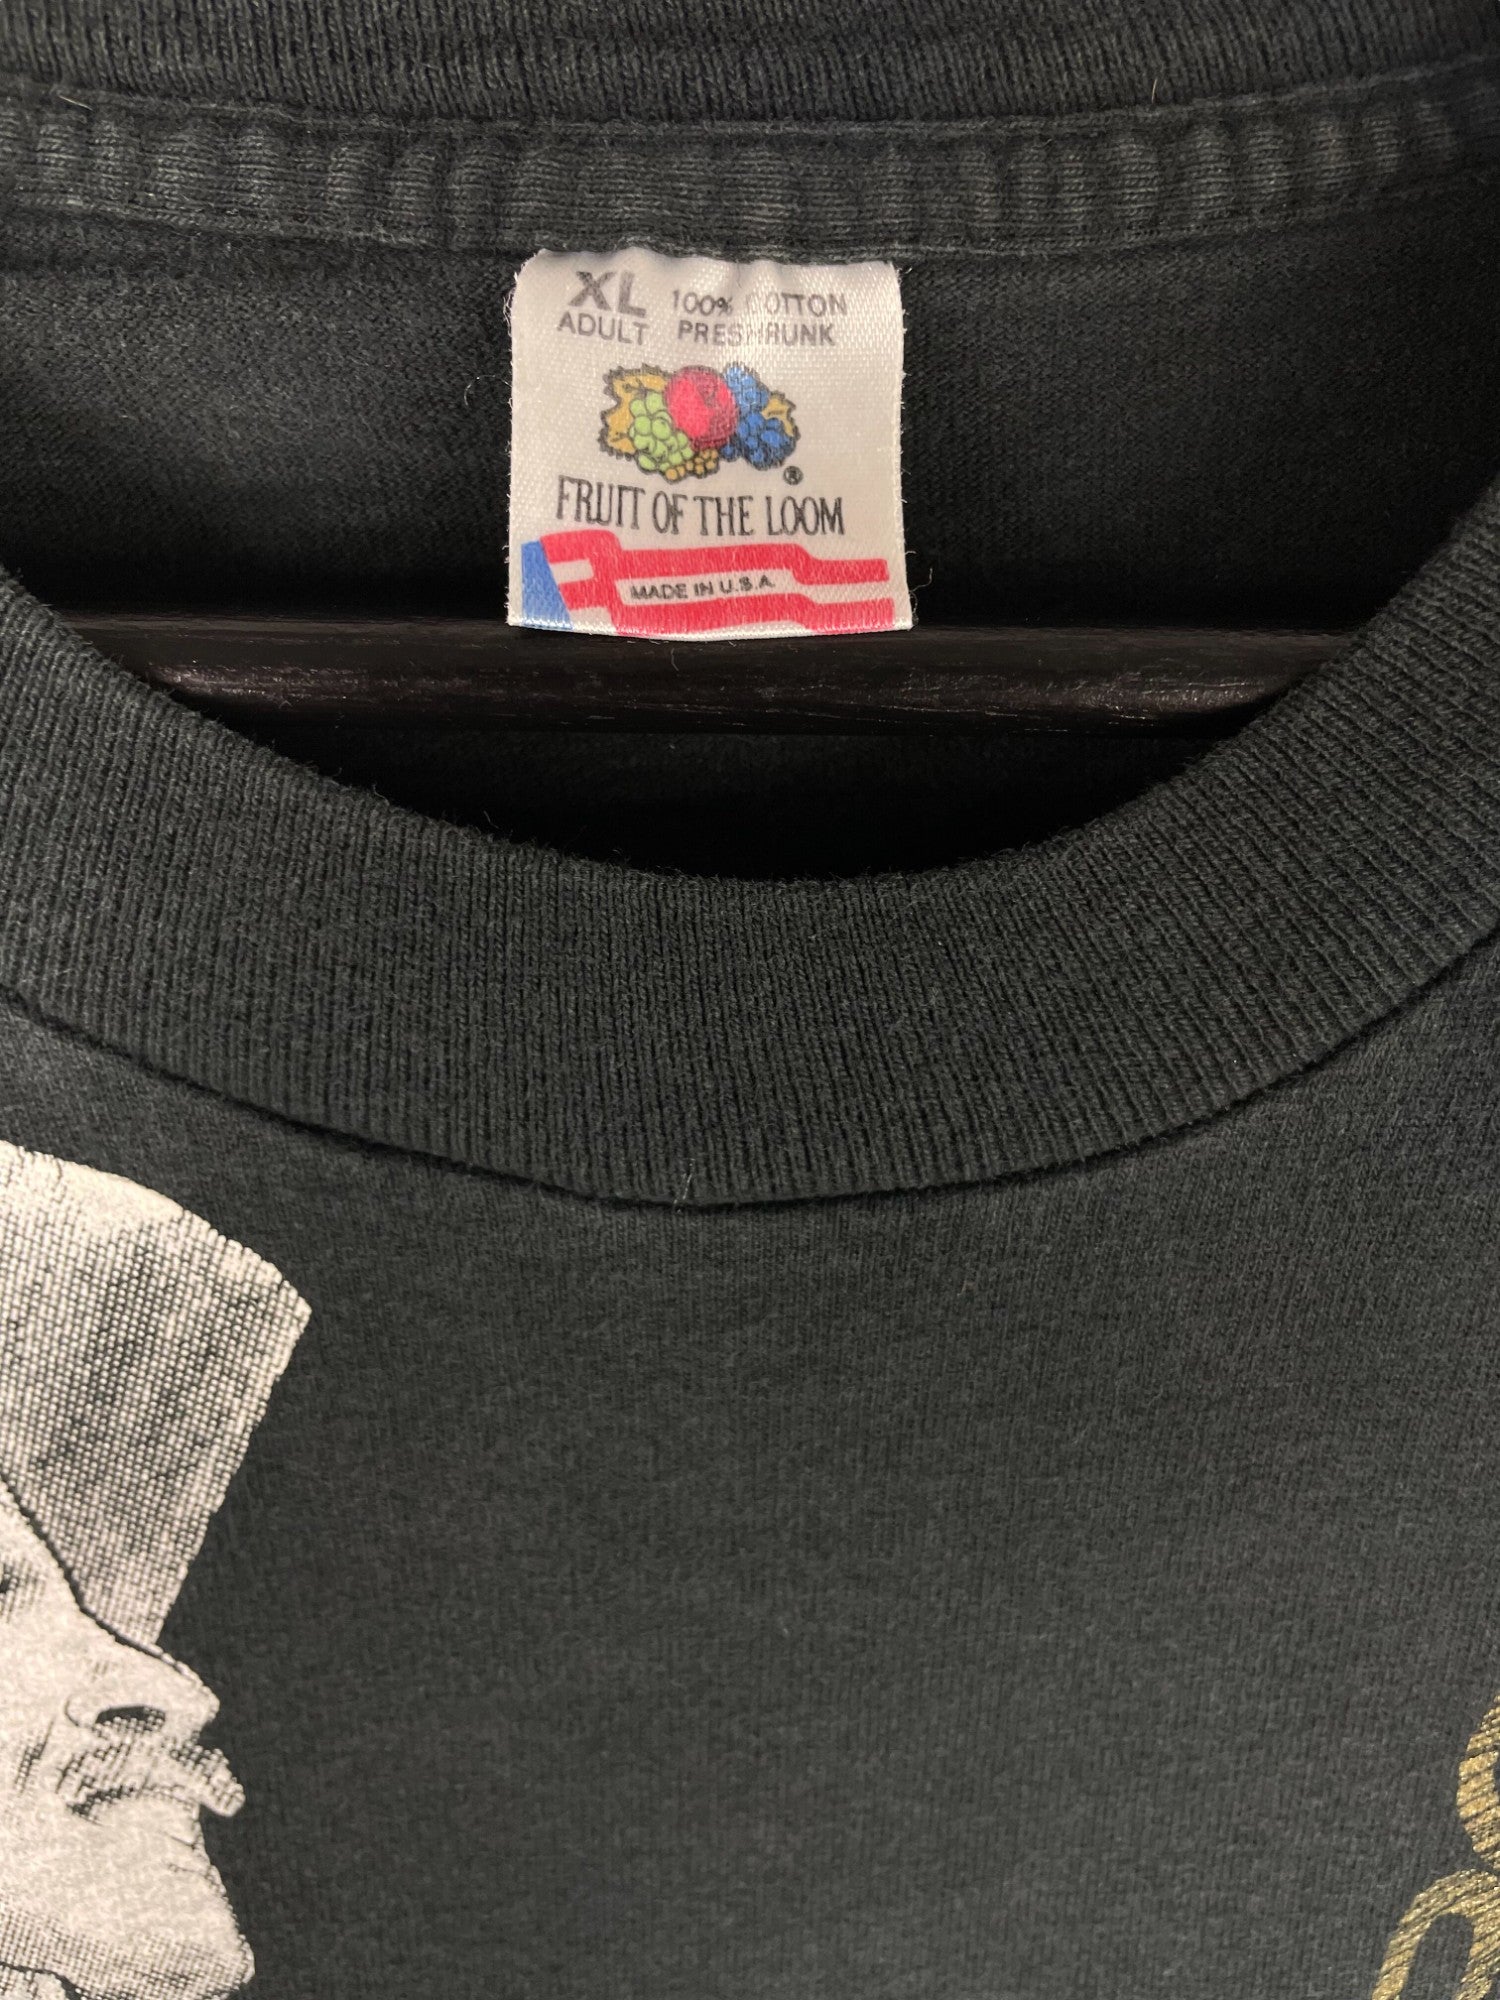 XL 100% COTTON
ADULT PRESHRUNK
®
FRUIT OF THE LOOM
MADE IN U.S.A.